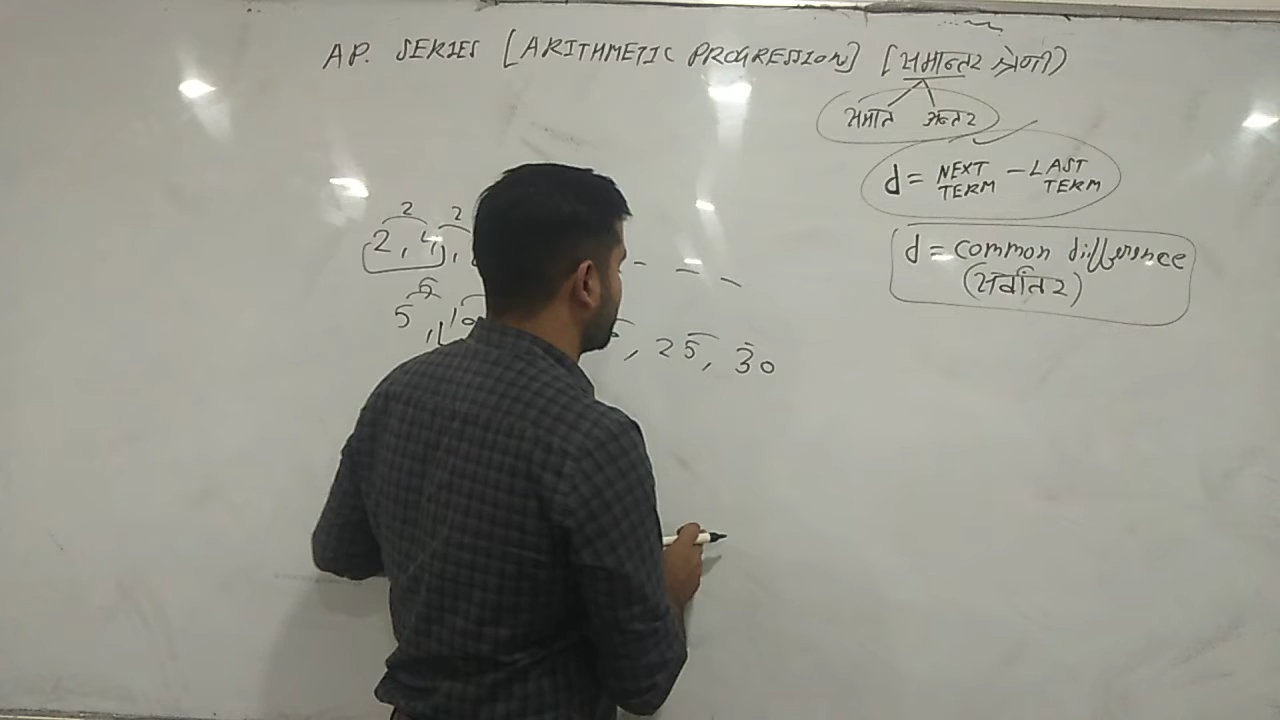 AP. SERIES [ARITHMETIC PROGRESSION] [समान्तर श्रेणी)
समान अन्तर
d = NEXT TERM - LAST TERM
d = common difference
(सर्वांतर)
2 2
2, 4, - - -
5
5, 10 , 25, 30